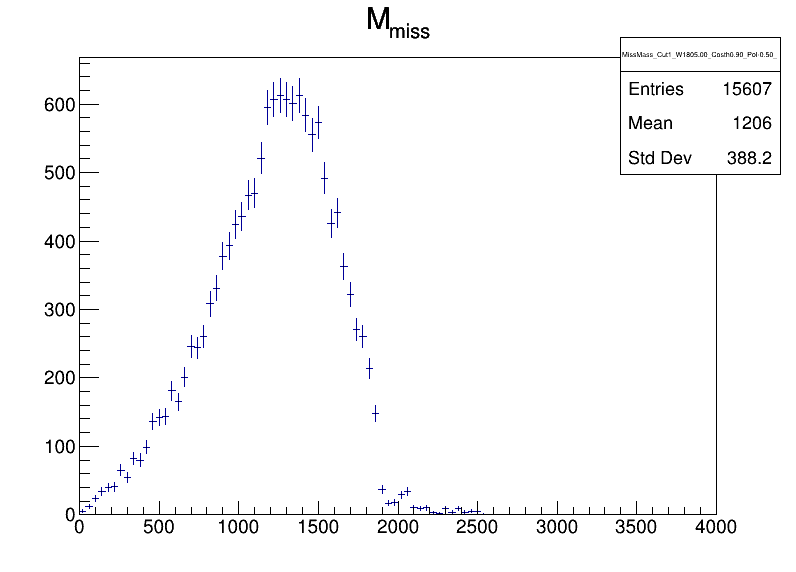 M_miss
MissMass_Cut1_W1805.00_Costh0.90_Pol-0.50_
Entries 15607
Mean 1206
Std Dev 388.2
600
500
400
300
200
100
0
0 500 1000 1500 2000 2500 3000 3500 4000